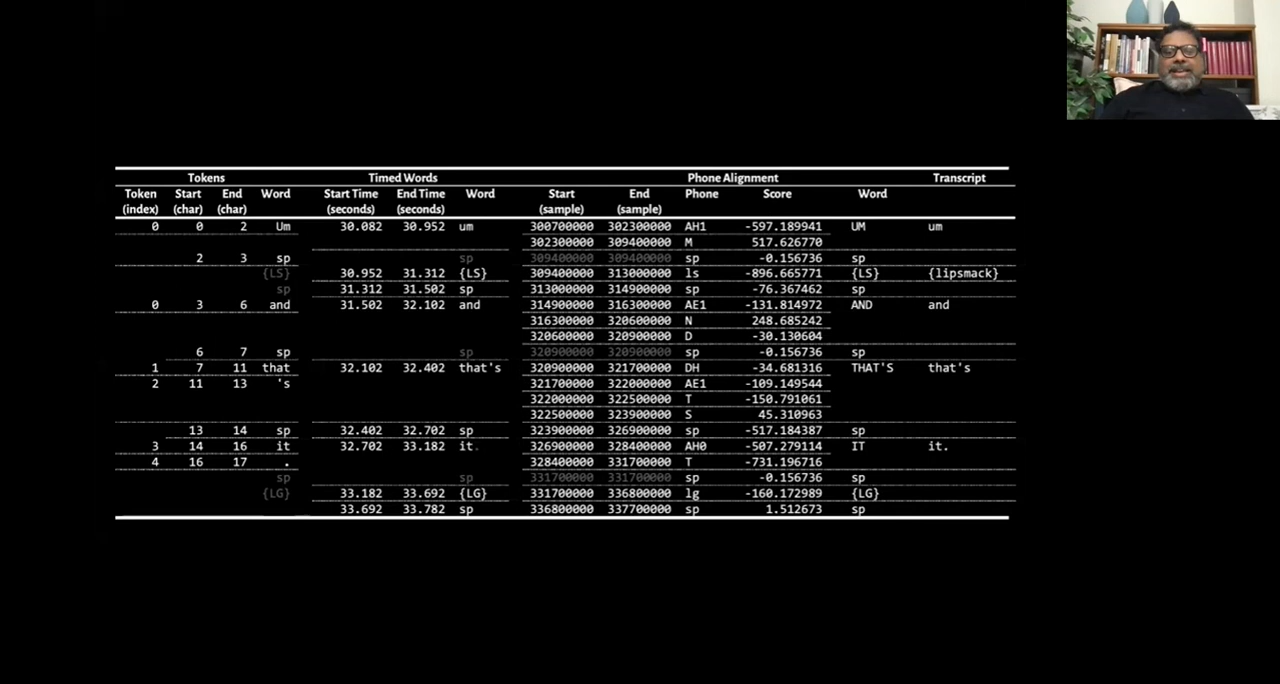 Tokens Timed Words Phone Alignment Transcript
Token Start End Word Start Time End Time Word Start End Phone Score Word
(index) (char) (char) (seconds) (seconds) (sample) (sample)
0 0 2 Um 30.082 30.952 um 300700000 302300000 AH1 -597.189941 UM um
302300000 309400000 M 517.626770
2 3 sp sp 309400000 309400000 sp -0.156736 sp
{LS} 30.952 31.312 {LS} 309400000 313000000 ls -896.665771 {LS} {lipsmack}
sp 31.312 31.502 sp 313000000 314900000 sp -76.367462 sp
0 3 6 and 31.502 32.102 and 314900000 316300000 AE1 -131.814972 AND and
316300000 320600000 N 248.685242
320600000 320900000 D -30.130604
6 7 sp sp 320900000 320900000 sp -0.156736 sp
1 7 11 that 32.102 32.402 that's 320900000 321700000 DH -34.681316 THAT'S that's
2 11 13 's 321700000 322000000 AE1 -109.149544
322000000 322500000 T -150.791061
322500000 323900000 S 45.310963
13 14 sp 32.402 32.702 sp 323900000 326900000 sp -517.184387 sp
3 14 16 it 32.702 33.182 it. 326900000 328400000 AH0 -507.279114 IT it.
4 16 17 . 328400000 331700000 T -731.196716
sp sp 331700000 331700000 sp -0.156736 sp
{LG} 33.182 33.692 {LG} 331700000 336800000 lg -160.172989 {LG}
33.692 33.782 sp 336800000 337700000 sp 1.512673 sp